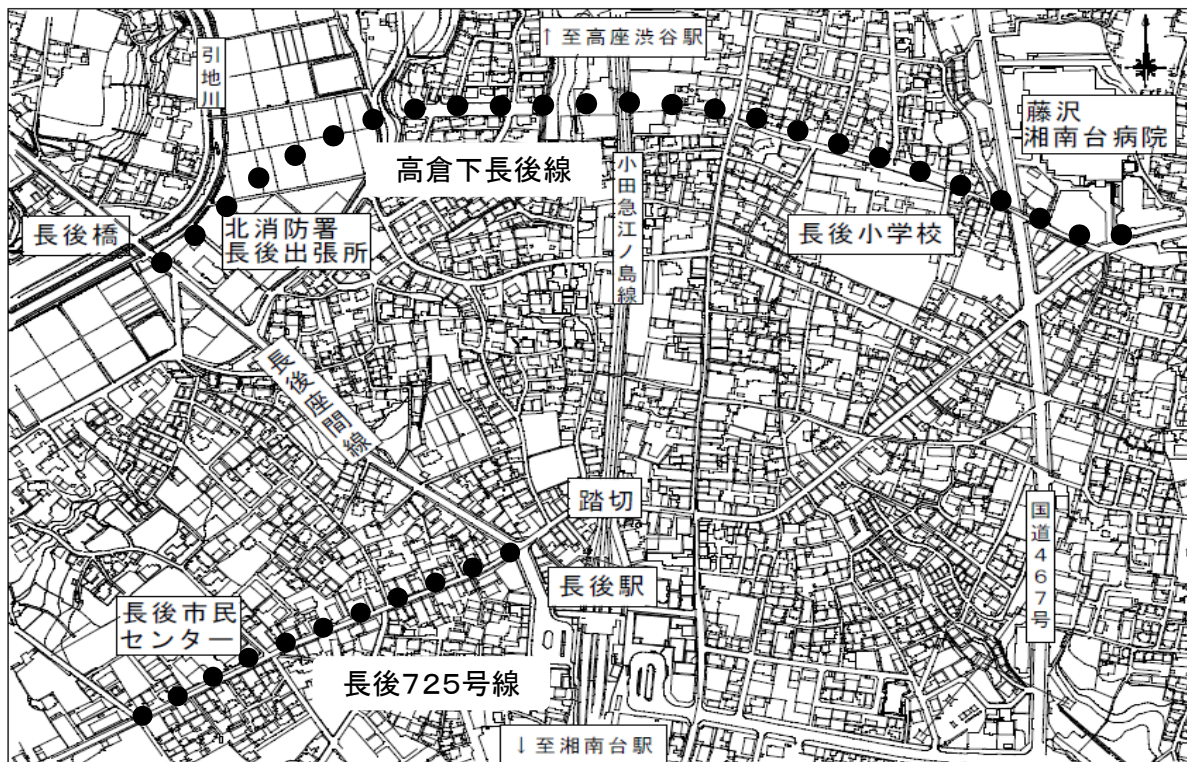 ↑至高座渋谷駅
引地川
藤沢
湘南台病院
高倉下長後線
小田急江ノ島線
長後橋
北消防署
長後出張所
長後小学校
長後座間線
踏切
国道467号
長後駅
長後市民
センター
長後725号線
↓至湘南台駅